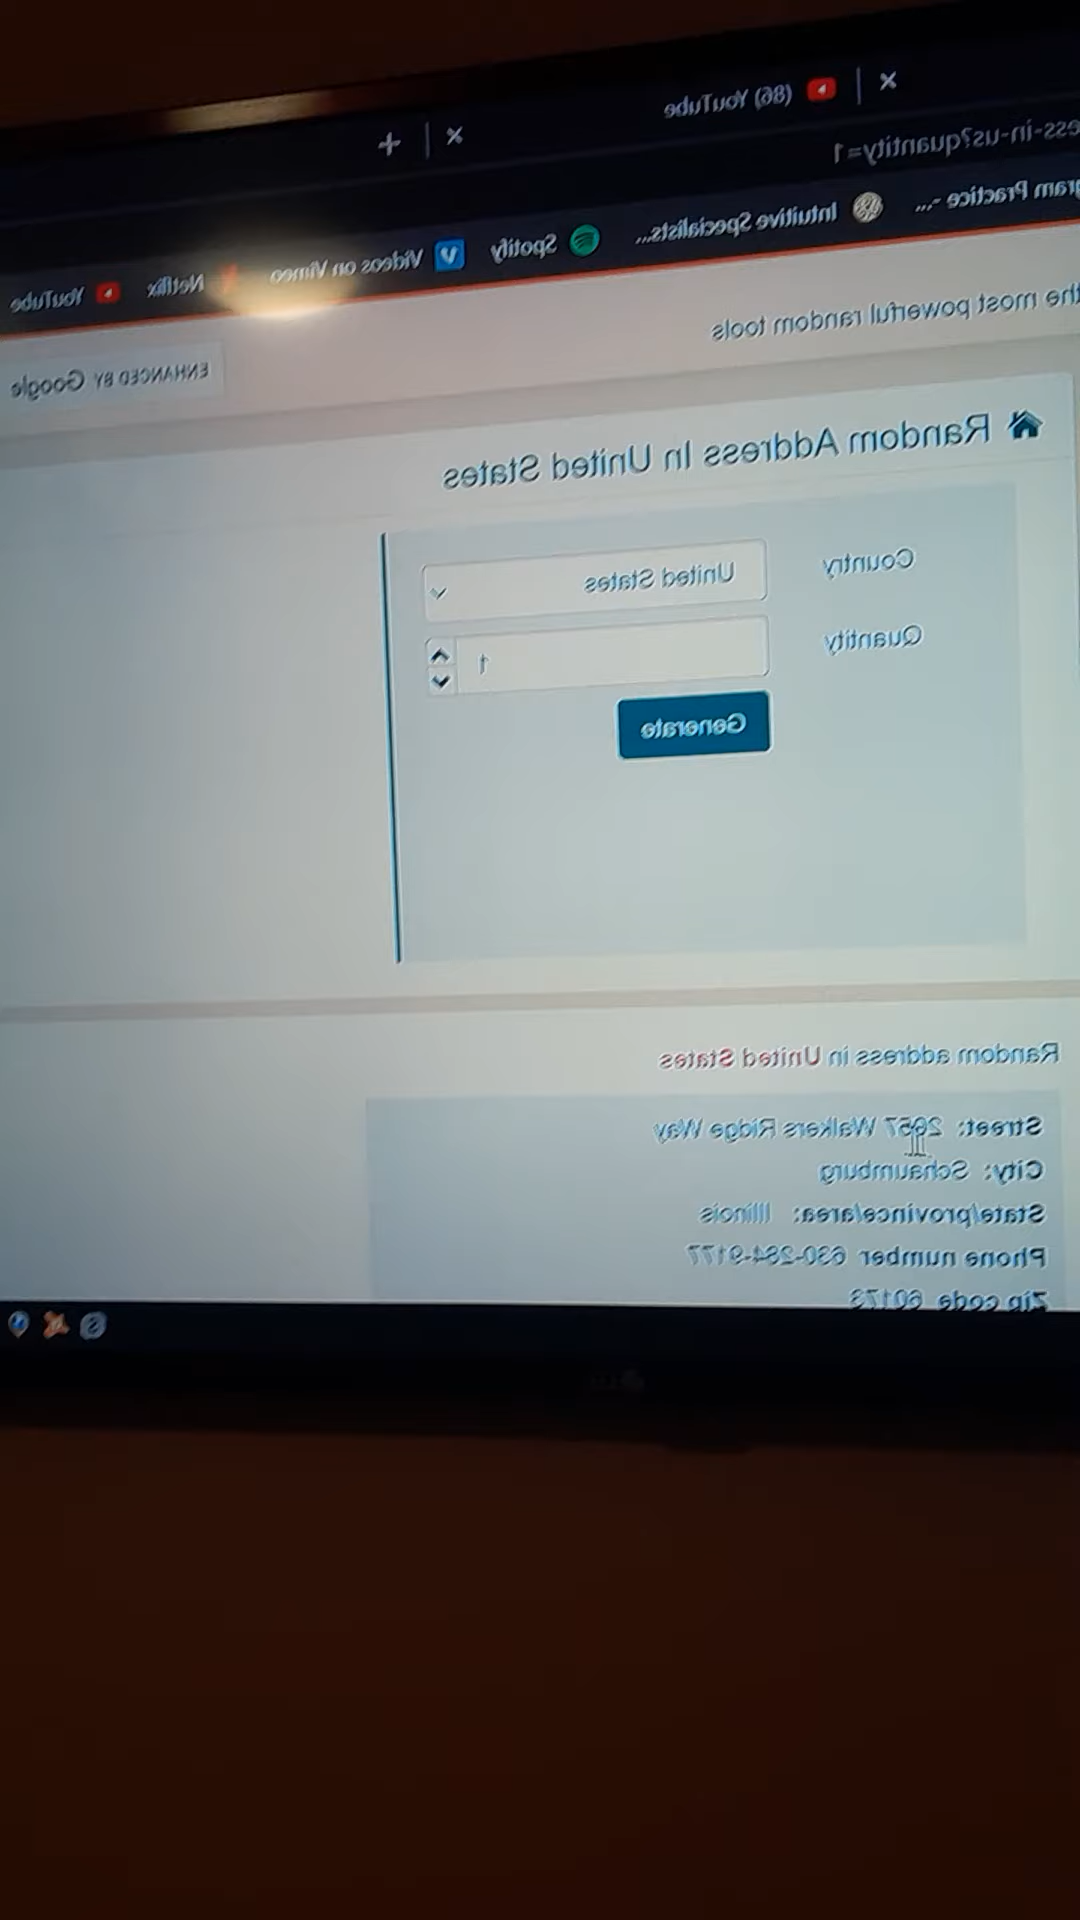 (86) YouTube
ess-in-us?quantity=1
gram Practice -... Intuitive Specialists... Spotify Videos on Vimeo Netflix YouTube
the most powerful random tools
ENHANCED BY Google
Random Address In United States
Country United States
Quantity 1
Generate
Random address in United States
Street: 2957 Walkers Ridge Way
City: Schaumburg
State/province/area: Illinois
Phone number 630-284-9177
Zip code 60173